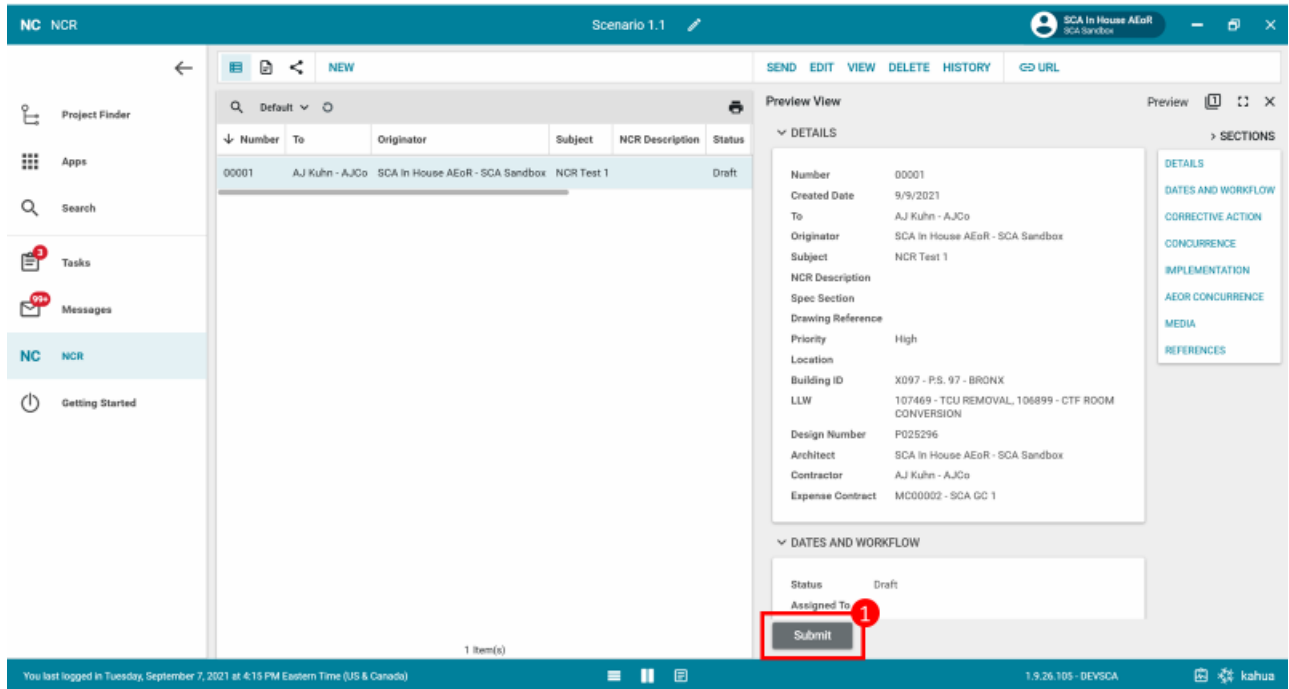 NC NCR
Scenario 1.1
SCA In House AEoR
SCA Sandbox
NEW
SEND EDIT VIEW DELETE HISTORY URL
Project Finder
Apps
Search
3
Tasks
99+
Messages
NC NCR
Getting Started
Default
Number To Originator Subject NCR Description Status
00001 AJ Kuhn - AJCo SCA In House AEoR - SCA Sandbox NCR Test 1 Draft
1 Item(s)
Preview View
Preview 1
DETAILS
Number 00001
Created Date 9/9/2021
To AJ Kuhn - AJCo
Originator SCA In House AEoR - SCA Sandbox
Subject NCR Test 1
NCR Description
Spec Section
Drawing Reference
Priority High
Location
Building ID X097 - P.S. 97 - BRONX
LLW 107469 - TCU REMOVAL, 106899 - CTF ROOM
CONVERSION
Design Number P025296
Architect SCA In House AEoR - SCA Sandbox
Contractor AJ Kuhn - AJCo
Expense Contract MC00002 - SCA GC 1
DATES AND WORKFLOW
Status Draft
Assigned To
1
Submit
> SECTIONS
DETAILS
DATES AND WORKFLOW
CORRECTIVE ACTION
CONCURRENCE
IMPLEMENTATION
AEOR CONCURRENCE
MEDIA
REFERENCES
You last logged in Tuesday, September 7, 2021 at 4:15 PM Eastern Time (US & Canada)
1.9.26.105 - DEVSCA
kahua